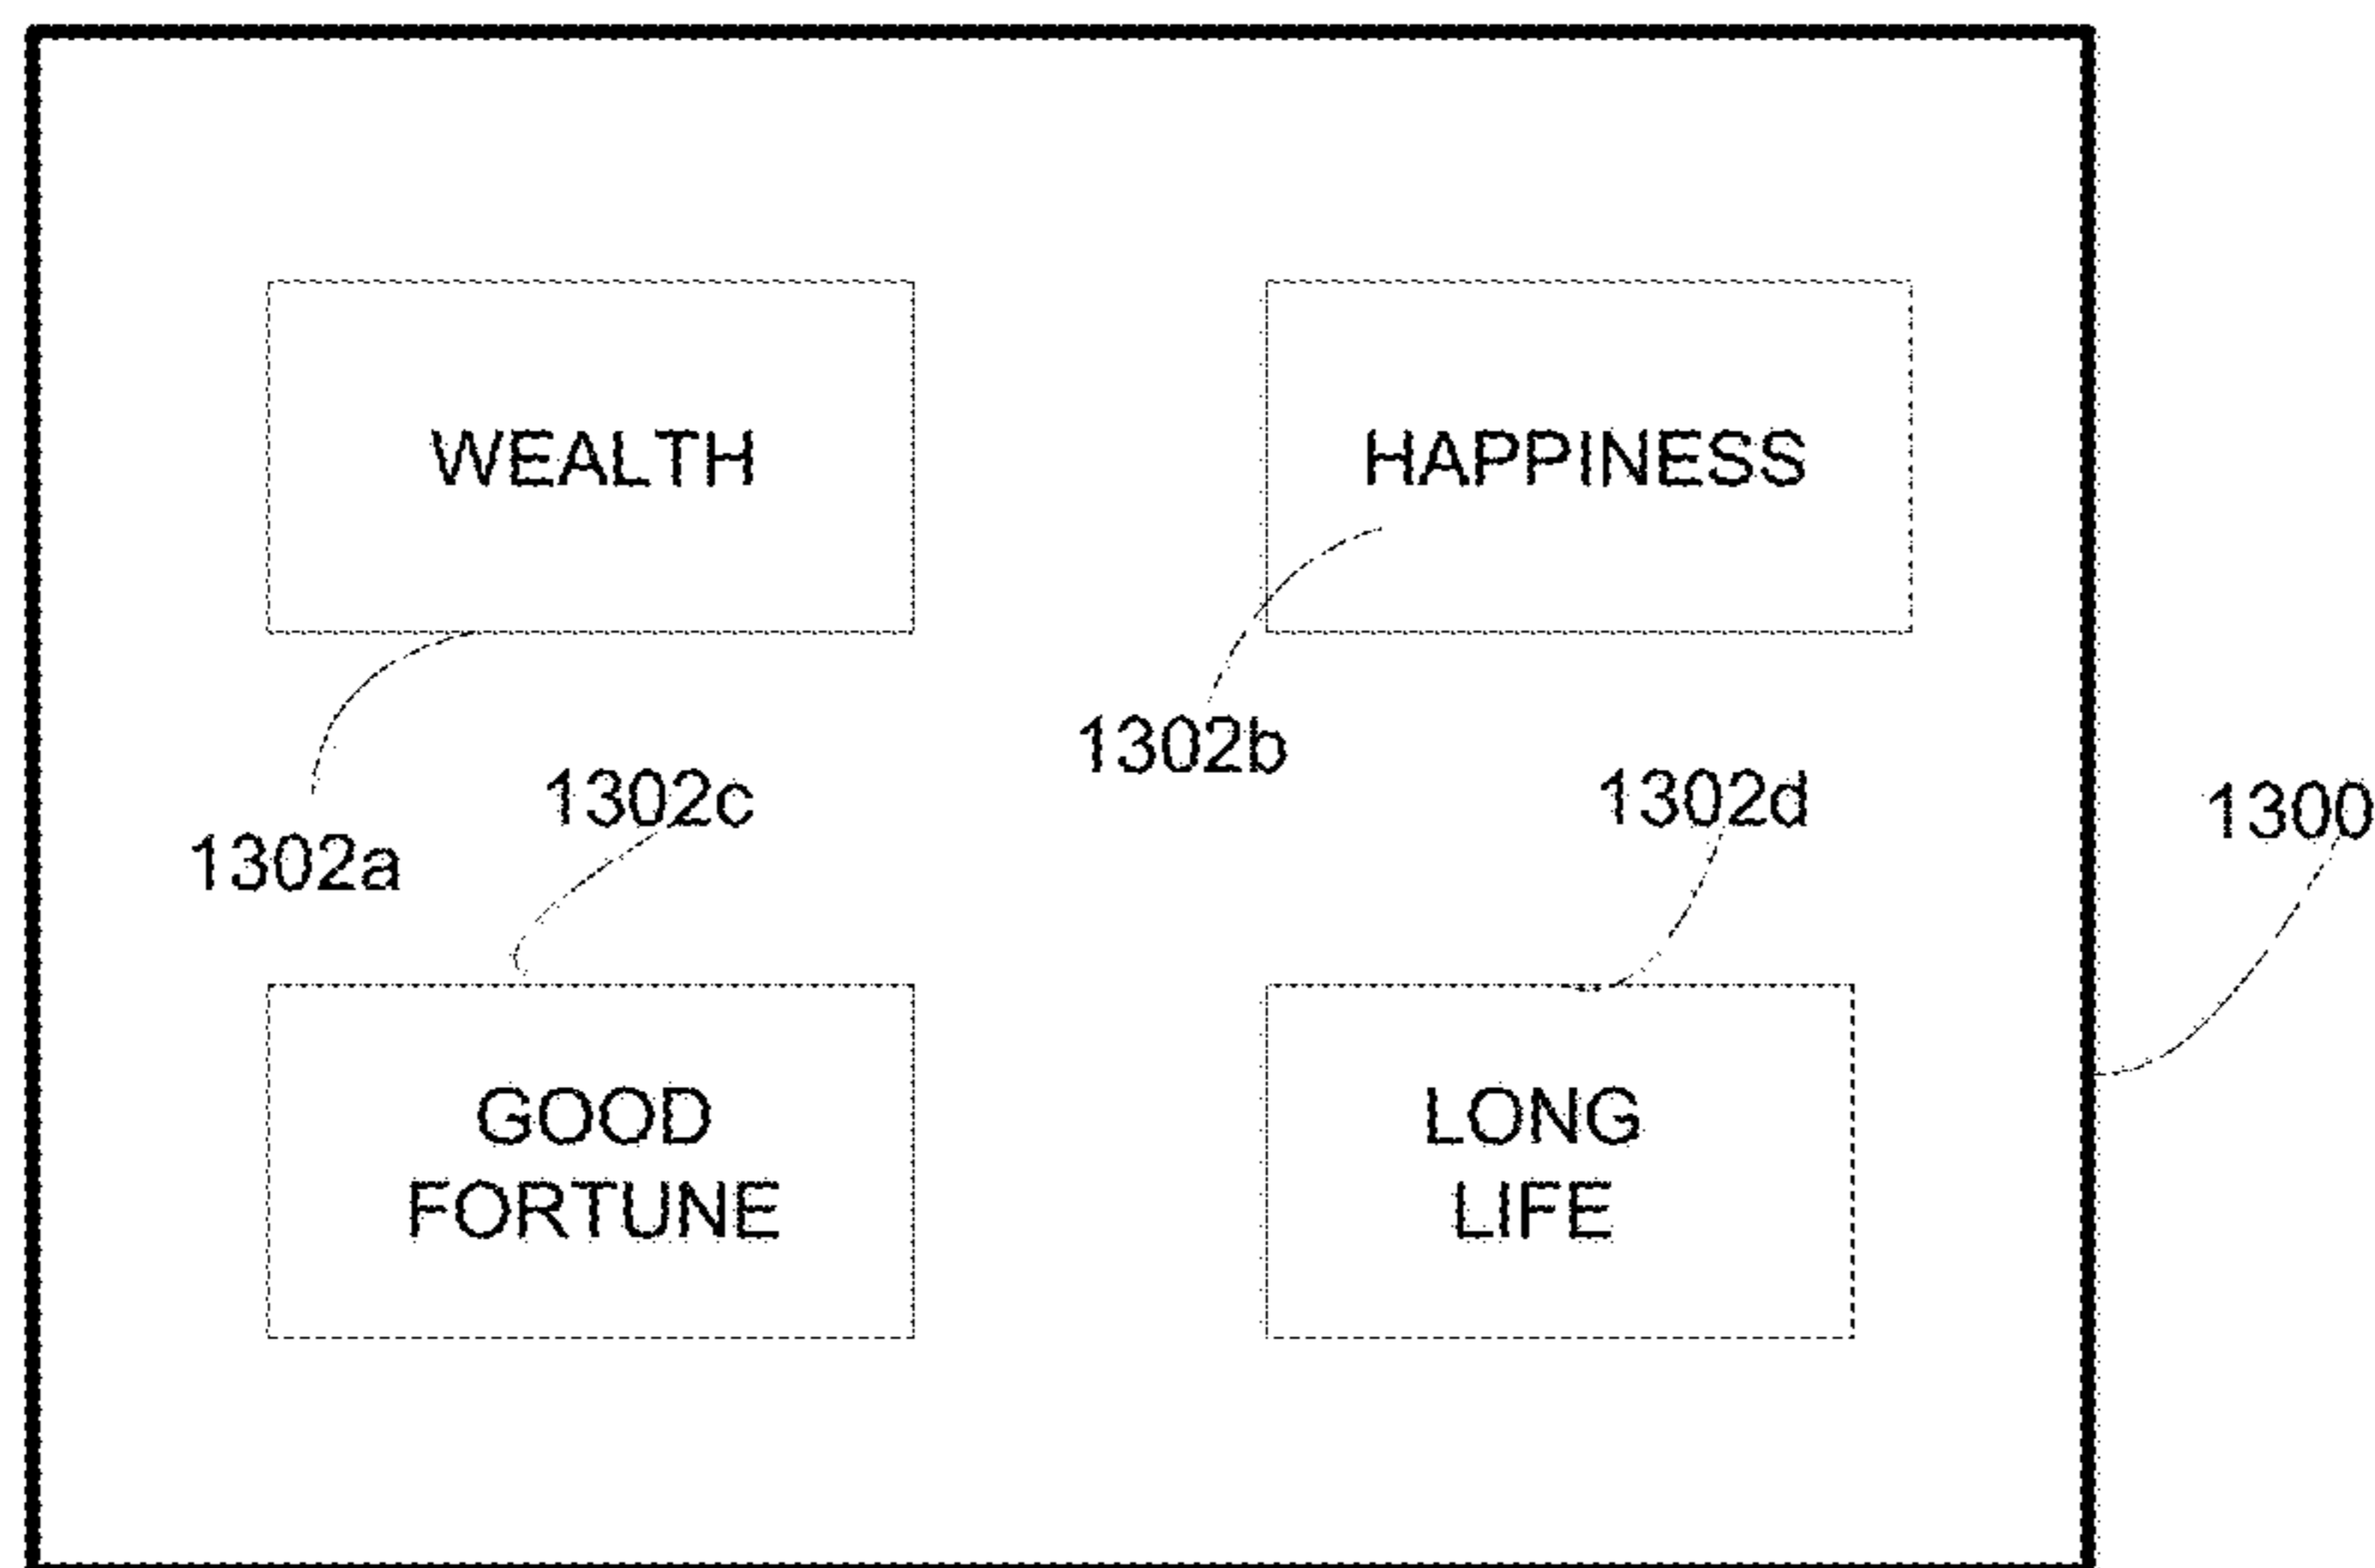 WEALTH
HAPPINESS
1302b
1302c
1302d
1300
1302a
GOOD
FORTUNE
LONG
LIFE